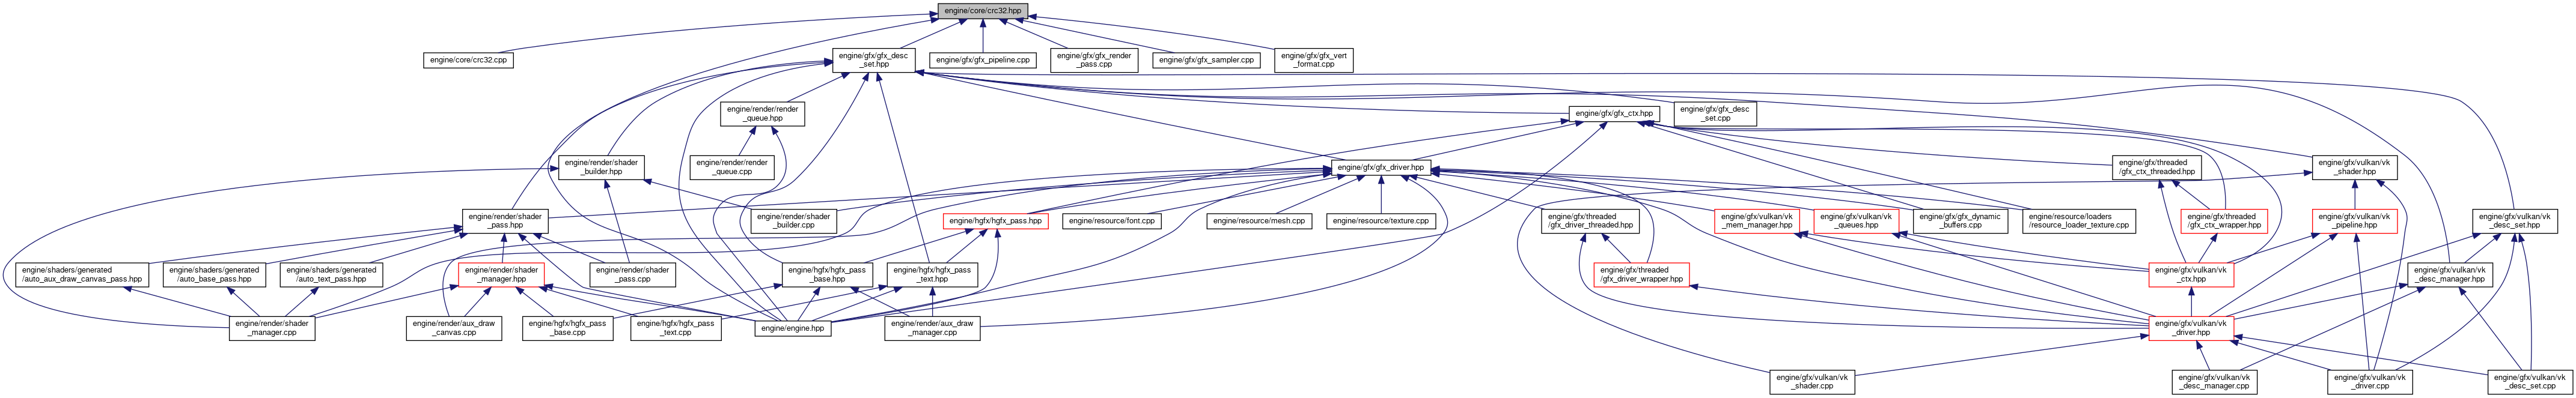 engine/core/crc32.hpp
engine/core/crc32.cpp
engine/gfx/gfx_desc
_set.hpp
engine/gfx/gfx_pipeline.cpp
engine/gfx/gfx_render
_pass.cpp
engine/gfx/gfx_sampler.cpp
engine/gfx/gfx_vert
_format.cpp
engine/render/render
_queue.hpp
engine/gfx/gfx_ctx.hpp
engine/gfx/gfx_desc
_set.cpp
engine/render/shader
_builder.hpp
engine/render/render
_queue.cpp
engine/gfx/gfx_driver.hpp
engine/gfx/threaded
/gfx_ctx_threaded.hpp
engine/gfx/vulkan/vk
_shader.hpp
engine/render/shader
_pass.hpp
engine/render/shader
_builder.cpp
engine/hgfx/hgfx_pass.hpp
engine/resource/font.cpp
engine/resource/mesh.cpp
engine/resource/texture.cpp
engine/gfx/threaded
/gfx_driver_threaded.hpp
engine/gfx/vulkan/vk
_mem_manager.hpp
engine/gfx/vulkan/vk
_queues.hpp
engine/gfx/gfx_dynamic
_buffers.cpp
engine/resource/loaders
/resource_loader_texture.cpp
engine/gfx/threaded
/gfx_ctx_wrapper.hpp
engine/gfx/vulkan/vk
_pipeline.hpp
engine/gfx/vulkan/vk
_desc_set.hpp
engine/shaders/generated
/auto_aux_draw_canvas_pass.hpp
engine/shaders/generated
/auto_base_pass.hpp
engine/shaders/generated
/auto_text_pass.hpp
engine/render/shader
_manager.hpp
engine/render/shader
_pass.cpp
engine/hgfx/hgfx_pass
_base.hpp
engine/hgfx/hgfx_pass
_text.hpp
engine/gfx/threaded
/gfx_driver_wrapper.hpp
engine/gfx/vulkan/vk
_ctx.hpp
engine/gfx/vulkan/vk
_desc_manager.hpp
engine/render/shader
_manager.cpp
engine/render/aux_draw
_canvas.cpp
engine/hgfx/hgfx_pass
_base.cpp
engine/hgfx/hgfx_pass
_text.cpp
engine/engine.hpp
engine/render/aux_draw
_manager.cpp
engine/gfx/vulkan/vk
_driver.hpp
engine/gfx/vulkan/vk
_shader.cpp
engine/gfx/vulkan/vk
_desc_manager.cpp
engine/gfx/vulkan/vk
_driver.cpp
engine/gfx/vulkan/vk
_desc_set.cpp